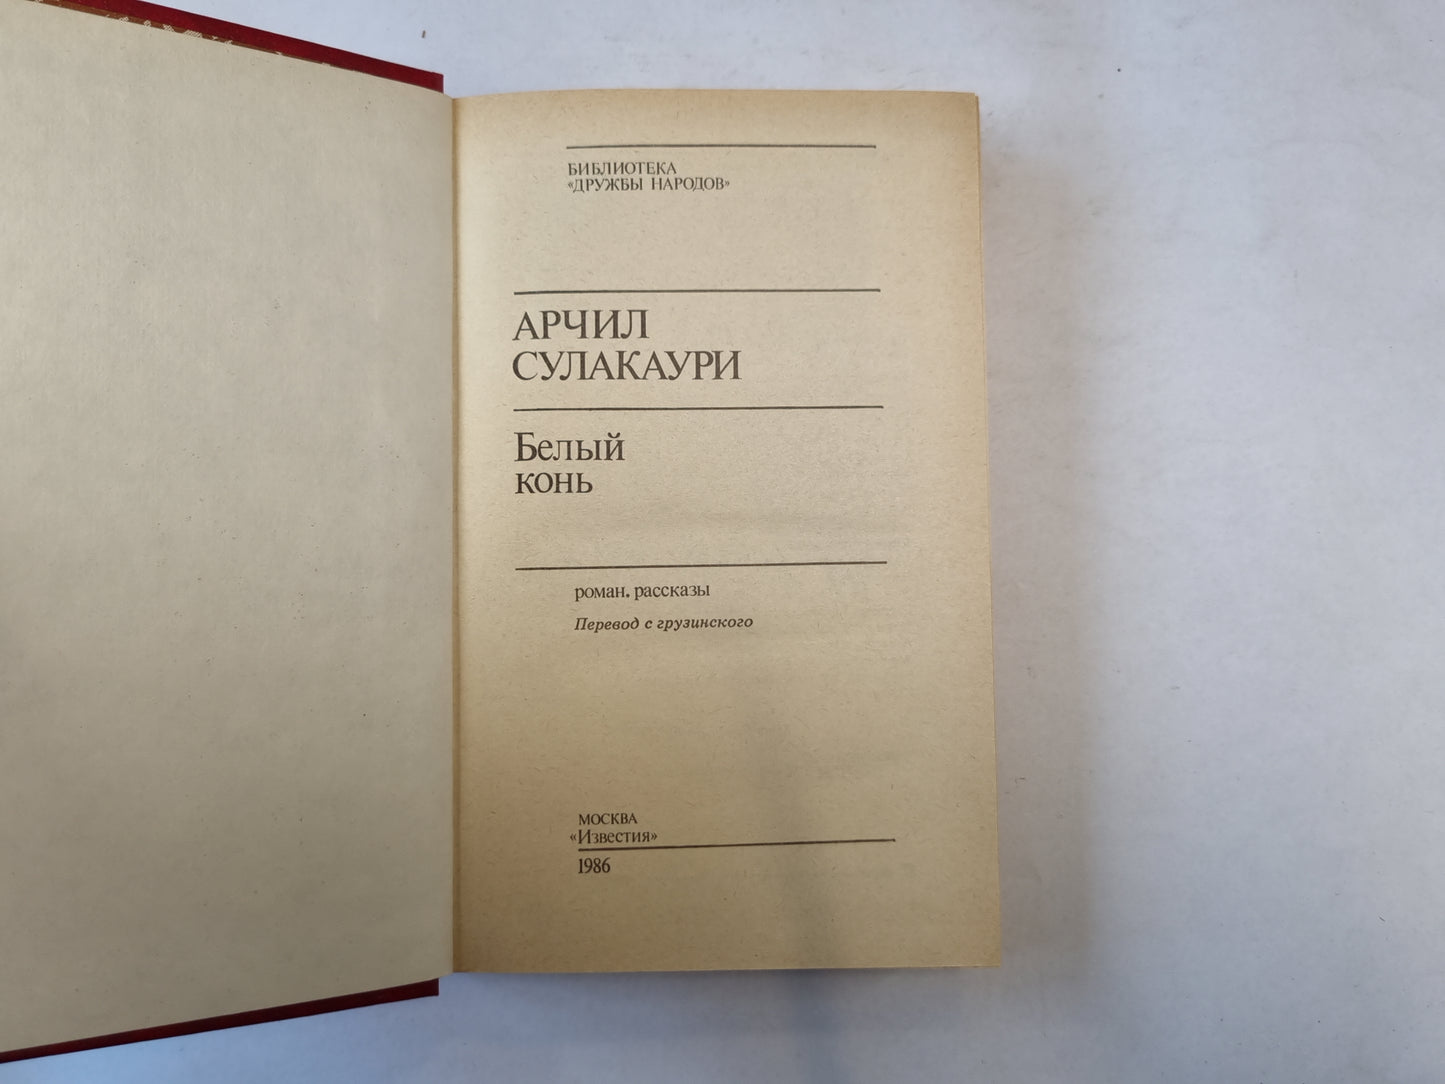 БИБЛИОТЕКА
«ДРУЖБЫ НАРОДОВ»
АРЧИЛ
СУЛАКАУРИ
Белый
конь
роман, рассказы
Перевод с грузинского
МОСКВА
«Известия»
1986